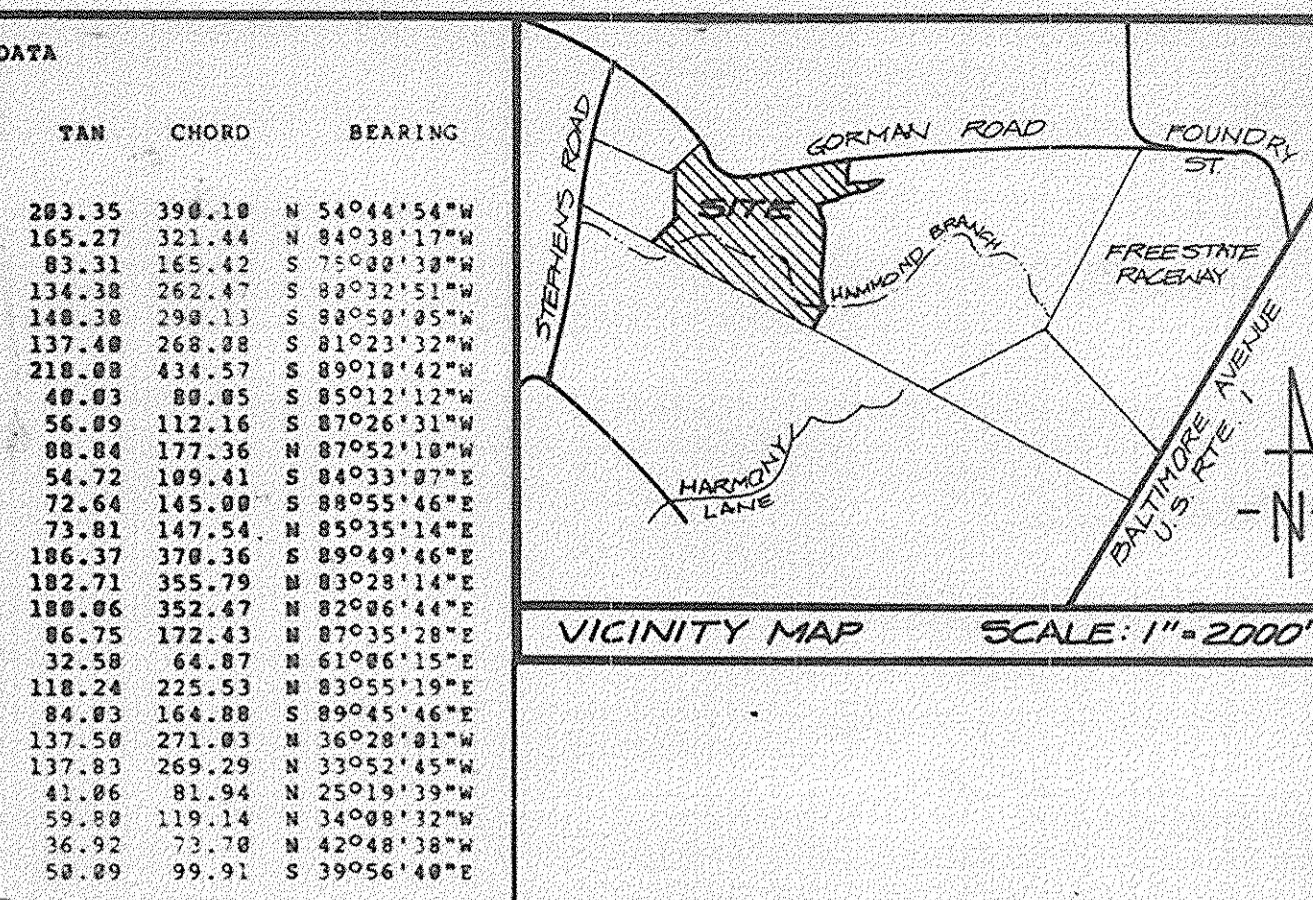 DATA
TAN CHORD BEARING
203.35 390.10 N 54°44'54"W
165.27 321.44 N 84°38'17"W
83.31 165.42 S 75°00'30"W
134.38 262.47 S 80°32'51"W
148.38 290.13 S 80°50'05"W
137.40 268.08 S 81°23'32"W
218.08 434.57 S 89°10'42"W
40.03 80.05 S 85°12'12"W
56.09 112.16 S 87°26'31"W
88.84 177.36 N 87°52'10"W
54.72 109.41 S 84°33'07"E
72.64 145.00 S 88°55'46"E
73.81 147.54 N 85°35'14"E
186.37 370.36 S 89°49'46"E
182.71 355.79 N 83°28'14"E
180.06 352.47 N 82°06'44"E
86.75 172.43 N 87°35'28"E
32.58 64.87 N 61°06'15"E
118.24 225.53 N 83°55'19"E
84.03 164.88 S 89°45'46"E
137.50 271.03 N 36°28'01"W
137.83 269.29 N 33°52'45"W
41.06 81.94 N 25°19'39"W
59.80 119.14 N 34°08'32"W
36.92 73.70 N 42°48'38"W
50.09 99.91 S 39°56'40"E
STEPHENS ROAD
GORMAN ROAD
FOUNDRY
ST.
SITE
HAMMOND BRANCH
FREE STATE
RACEWAY
HARMONY
LANE
BALTIMORE AVENUE
U.S. RTE. 1
N
VICINITY MAP SCALE: 1"=2000'